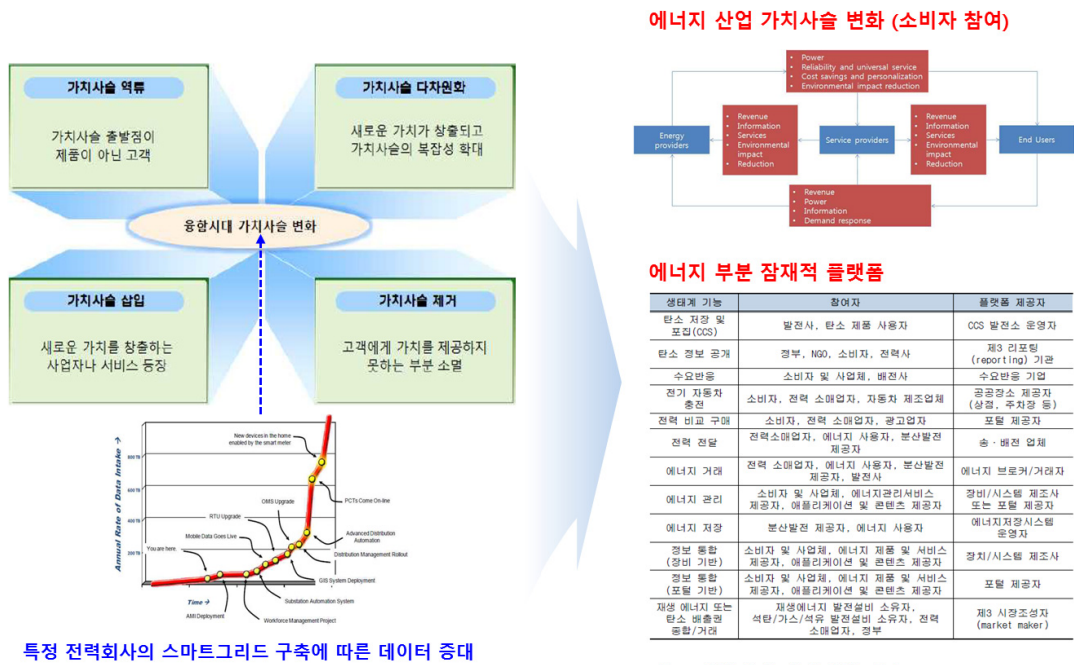 에너지 산업 가치사슬 변화 (소비자 참여)
가치사슬 역류
가치사슬 출발점이
제품이 아닌 고객
가치사슬 다차원화
새로운 가치가 창출되고
가치사슬의 복잡성 확대
융합시대 가치사슬 변화
가치사슬 삽입
새로운 가치를 창출하는
사업자나 서비스 등장
가치사슬 제거
고객에게 가치를 제공하지
못하는 부분 소멸
Annual Rate of Data Intake →
800 TB
600 TB
400 TB
200 TB
New devices in the home
enabled by the smart meter
OMS Upgrade
PCTs Come On-line
RTU Upgrade
Mobile Data Goes Live
Advanced Distribution
Automation
You are here.
Distribution Management Rollout
GIS System Deployment
Time →
Substation Automation System
AMI Deployment
Workforce Management Project
특정 전력회사의 스마트그리드 구축에 따른 데이터 증대
• Power
• Reliability and universal service
• Cost savings and personalization
• Environmental impact reduction
Energy
providers
• Revenue
• Information
• Services
• Environmental
impact
• Reduction
Service providers
• Revenue
• Information
• Services
• Environmental
impact
• Reduction
End Users
• Revenue
• Power
• Information
• Demand response
에너지 부분 잠재적 플랫폼
생태계 기능 참여자 플랫폼 제공자
탄소 저장 및
포집(CCS)
발전사, 탄소 제품 사용자
CCS 발전소 운영자
탄소 정보 공개
정부, NGO, 소비자, 전력사
제3 리포팅
(reporting) 기관
수요반응
소비자 및 사업체, 배전사
수요반응 기업
전기 자동차
충전
소비자, 전력 소매업자, 자동차 제조업체
공공장소 제공자
(상점, 주차장 등)
전력 비교 구매
소비자, 전력 소매업자, 광고업자
포털 제공자
전력 전달
전력소매업자, 에너지 사용자, 분산발전
제공자
송·배전 업체
에너지 거래
전력 소매업자, 에너지 사용자, 분산발전
제공자, 발전사
에너지 브로커/거래자
에너지 관리
소비자 및 사업체, 에너지관리서비스
제공자, 애플리케이션 및 콘텐츠 제공자
장비/시스템 제조사
또는 포털 제공자
에너지 저장
분산발전 제공자, 에너지 사용자
에너지저장시스템
운영자
정보 통합
(장비 기반)
소비자 및 사업체, 에너지 제품 및 서비스
제공자, 애플리케이션 및 콘텐츠 제공자
장치/시스템 제조사
정보 통합
(포털 기반)
소비자 및 사업체, 에너지 제품 및 서비스
제공자, 애플리케이션 및 콘텐츠 제공자
포털 제공자
재생 에너지 또는
탄소 배출권
통합/거래
재생에너지 발전설비 소유자,
석탄/가스/석유 발전설비 소유자, 전력
소매업자, 정부
제3 시장조성자
(market maker)